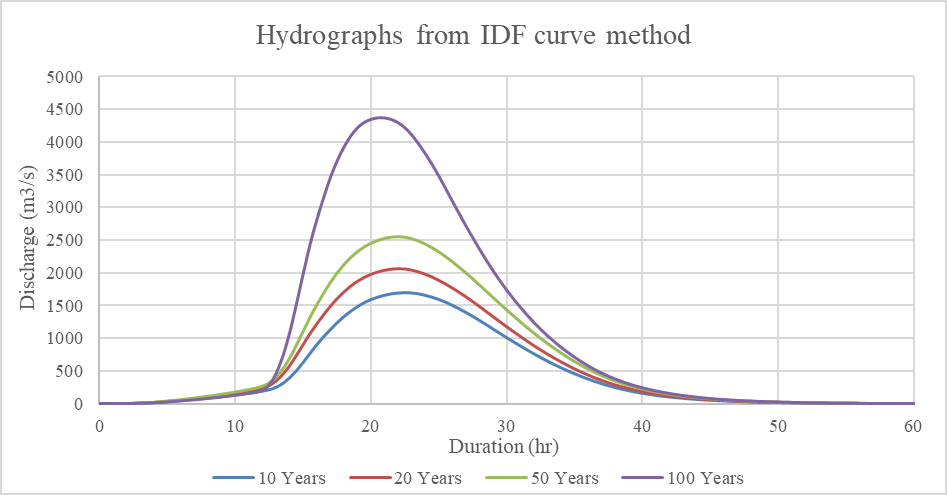 Hydrographs from IDF curve method
5000
4500
4000
3500
3000
2500
2000
1500
1000
500
0
Discharge (m3/s)
0 10 20 30 40 50 60
Duration (hr)
10 Years 20 Years 50 Years 100 Years